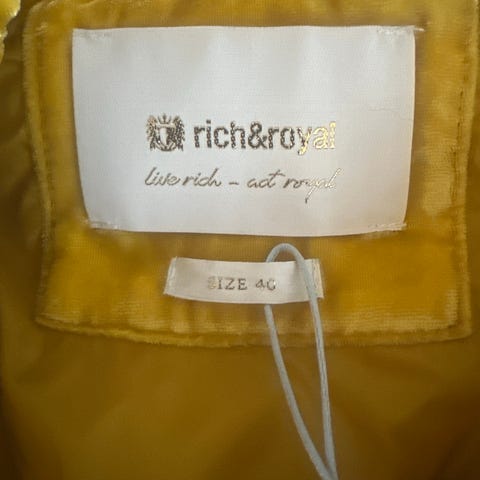 rich&royal
live rich - act royal
SIZE 40